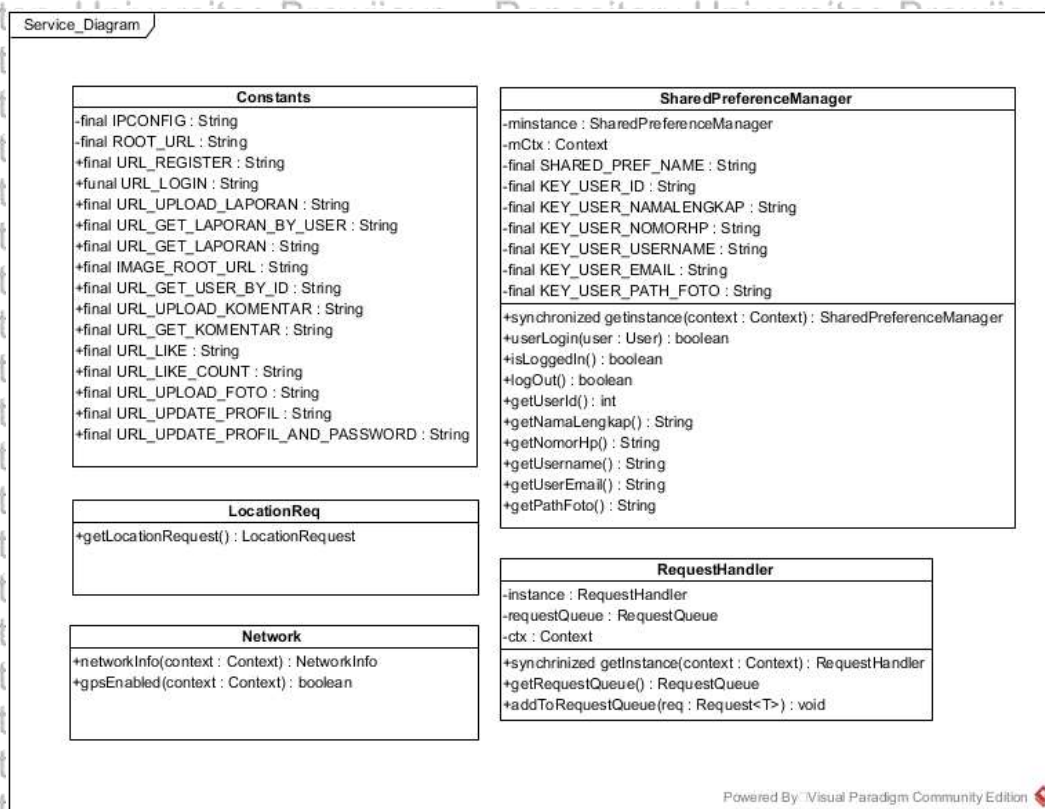 Service_Diagram
Constants
-final IPCONFIG : String
-final ROOT_URL : String
+final URL_REGISTER : String
+funal URL_LOGIN : String
+final URL_UPLOAD_LAPORAN : String
+final URL_GET_LAPORAN_BY_USER : String
+final URL_GET_LAPORAN : String
+final IMAGE_ROOT_URL : String
+final URL_GET_USER_BY_ID : String
+final URL_UPLOAD_KOMENTAR : String
+final URL_GET_KOMENTAR : String
+final URL_LIKE : String
+final URL_LIKE_COUNT : String
+final URL_UPLOAD_FOTO : String
+final URL_UPDATE_PROFIL : String
+final URL_UPDATE_PROFIL_AND_PASSWORD : String
LocationReq
+getLocationRequest() : LocationRequest
Network
+networkInfo(context : Context) : NetworkInfo
+gpsEnabled(context : Context) : boolean
SharedPreferenceManager
-minstance : SharedPreferenceManager
-mCtx : Context
-final SHARED_PREF_NAME : String
-final KEY_USER_ID : String
-final KEY_USER_NAMALENGKAP : String
-final KEY_USER_NOMORHP : String
-final KEY_USER_USERNAME : String
-final KEY_USER_EMAIL : String
-final KEY_USER_PATH_FOTO : String
+synchronized getinstance(context : Context) : SharedPreferenceManager
+userLogin(user : User) : boolean
+isLoggedIn() : boolean
+logOut() : boolean
+getUserId() : int
+getNamaLengkap() : String
+getNomorHp() : String
+getUsername() : String
+getUserEmail() : String
+getPathFoto() : String
RequestHandler
-instance : RequestHandler
-requestQueue : RequestQueue
-ctx : Context
+synchrinized getInstance(context : Context) : RequestHandler
+getRequestQueue() : RequestQueue
+addToRequestQueue(req : Request<T>) : void
Powered By Visual Paradigm Community Edition